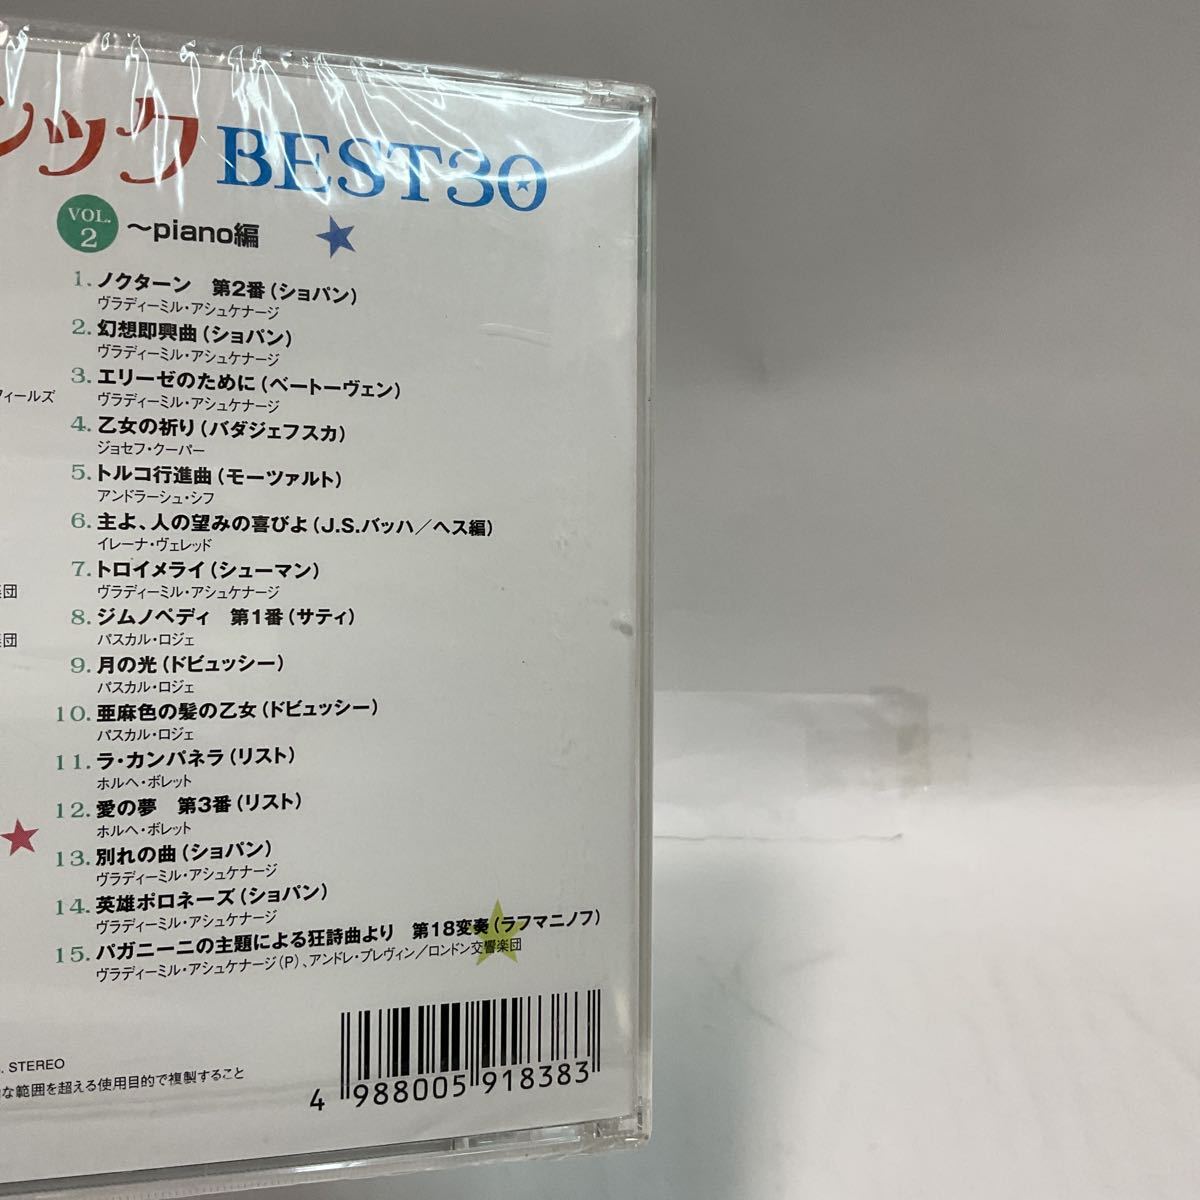 シック BEST30
VOL.2 ～piano編
1. ノクターン 第2番(ショパン)
ヴラディーミル・アシュケナージ
2. 幻想即興曲(ショパン)
ヴラディーミル・アシュケナージ
3. エリーゼのために(ベートーヴェン)
ヴラディーミル・アシュケナージ
フィールズ
4. 乙女の祈り(バダジェフスカ)
ジョセフ・クーパー
5. トルコ行進曲(モーツァルト)
アンドラーシュ・シフ
6. 主よ、人の望みの喜びよ(J.S.バッハ／ヘス編)
イレーナ・ヴェレッド
7. トロイメライ(シューマン)
ヴラディーミル・アシュケナージ
団
8. ジムノペディ 第1番(サティ)
パスカル・ロジェ
団
9. 月の光(ドビュッシー)
パスカル・ロジェ
10. 亜麻色の髪の乙女(ドビュッシー)
パスカル・ロジェ
11. ラ・カンパネラ(リスト)
ホルヘ・ボレット
12. 愛の夢 第3番(リスト)
ホルヘ・ボレット
13. 別れの曲(ショパン)
ヴラディーミル・アシュケナージ
14. 英雄ポロネーズ(ショパン)
ヴラディーミル・アシュケナージ
15. パガニーニの主題による狂詩曲より 第18変奏(ラフマニノフ)
ヴラディーミル・アシュケナージ(P)、アンドレ・プレヴィン／ロンドン交響楽団
. STEREO
な範囲を超える使用目的で複製すること
4 988005 918383